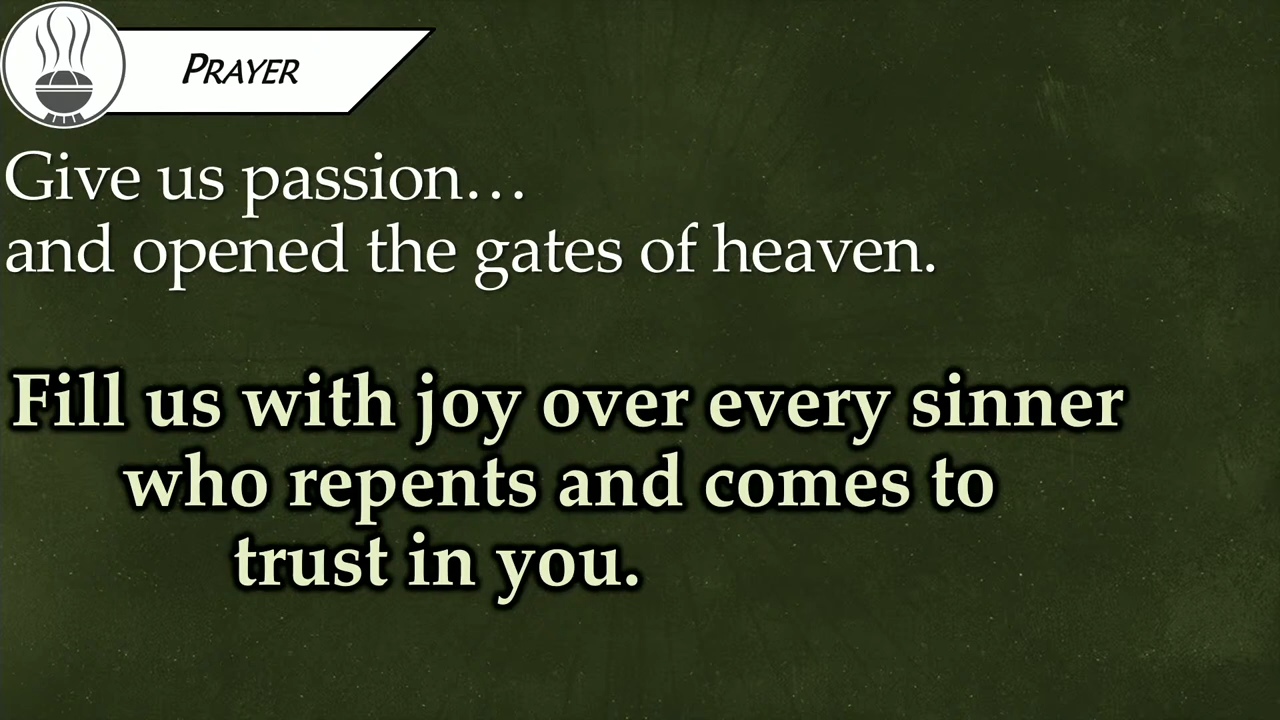 PRAYER
Give us passion…
and opened the gates of heaven.
Fill us with joy over every sinner
who repents and comes to
trust in you.